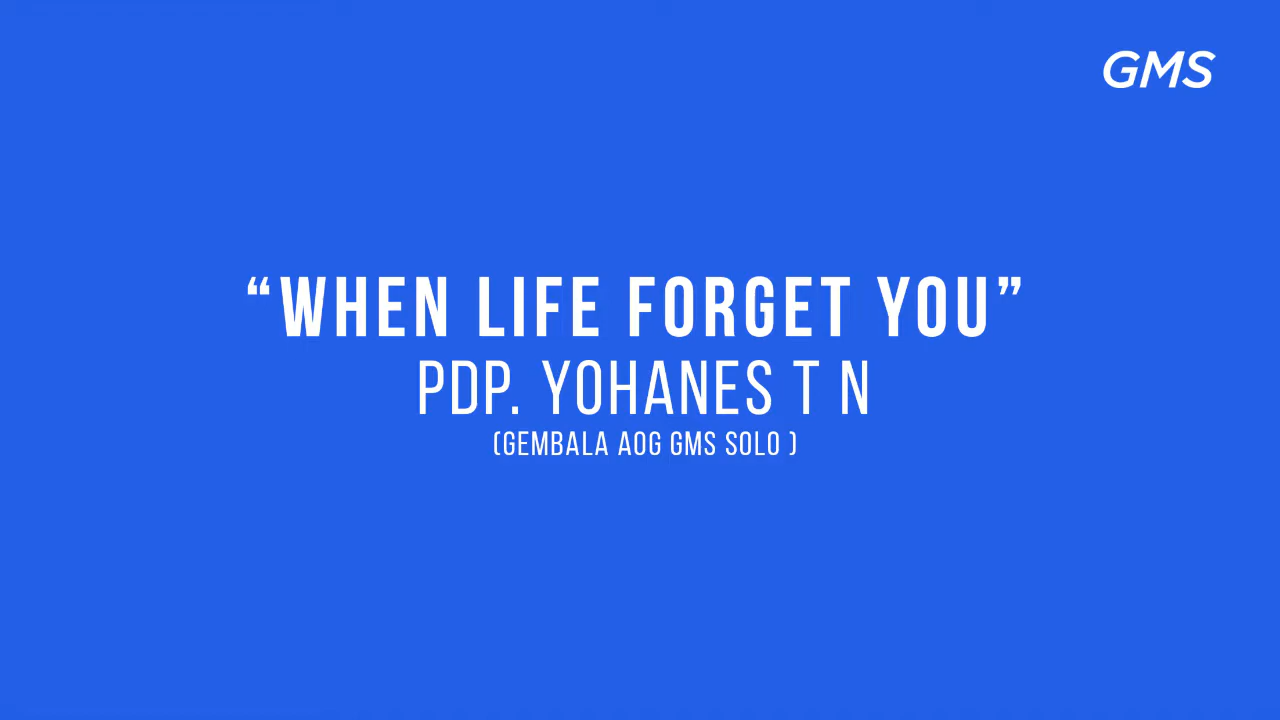 GMS
“WHEN LIFE FORGET YOU”
PDP. YOHANES T N
(GEMBALA AOG GMS SOLO )